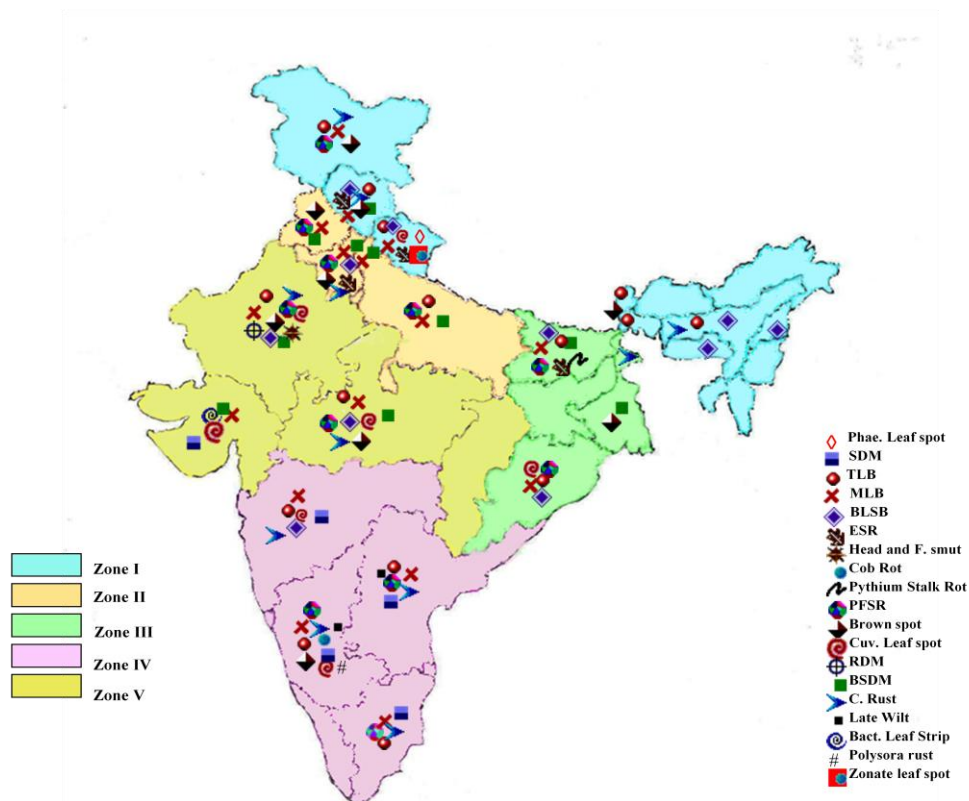 Phae. Leaf spot
SDM
TLB
MLB
BLSB
ESR
Head and F. smut
Cob Rot
Pythium Stalk Rot
PFSR
Brown spot
Cuv. Leaf spot
RDM
BSDM
C. Rust
Late Wilt
Bact. Leaf Strip
# Polysora rust
Zonate leaf spot
Zone I
Zone II
Zone III
Zone IV
Zone V
#